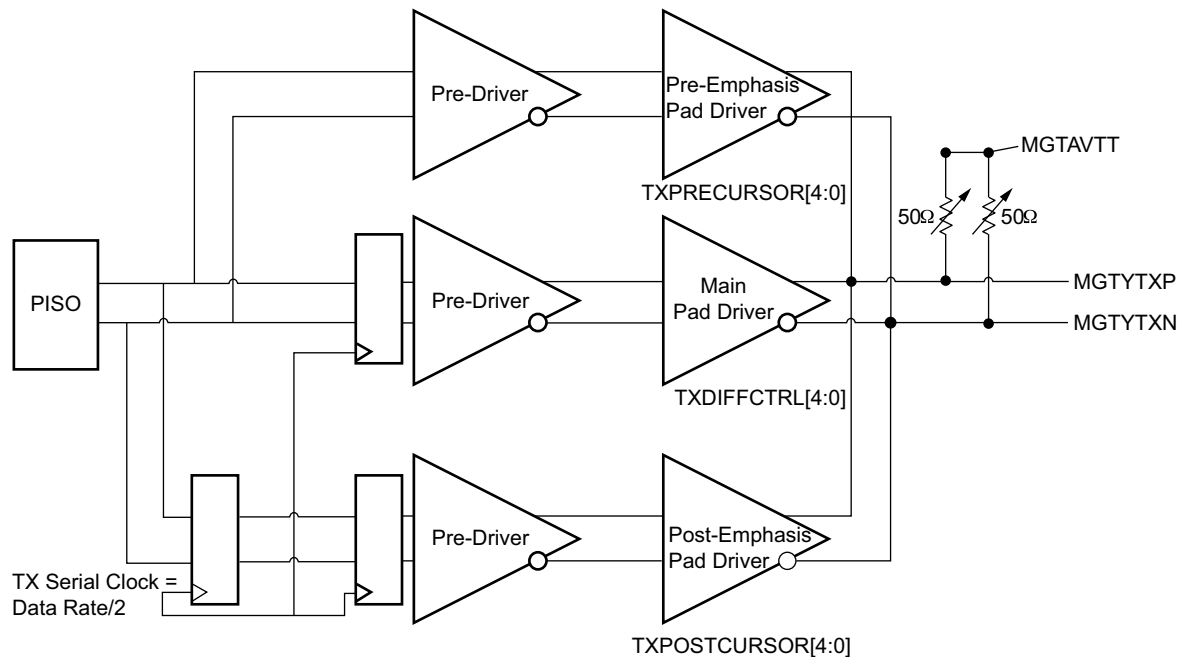 Pre-Driver
Pre-Emphasis
Pad Driver
MGTAVTT
TXPRECURSOR[4:0]
50Ω
50Ω
PISO
Pre-Driver
Main
Pad Driver
MGTYTXP
MGTYTXN
TXDIFFCTRL[4:0]
Pre-Driver
Post-Emphasis
Pad Driver
TX Serial Clock =
Data Rate/2
TXPOSTCURSOR[4:0]